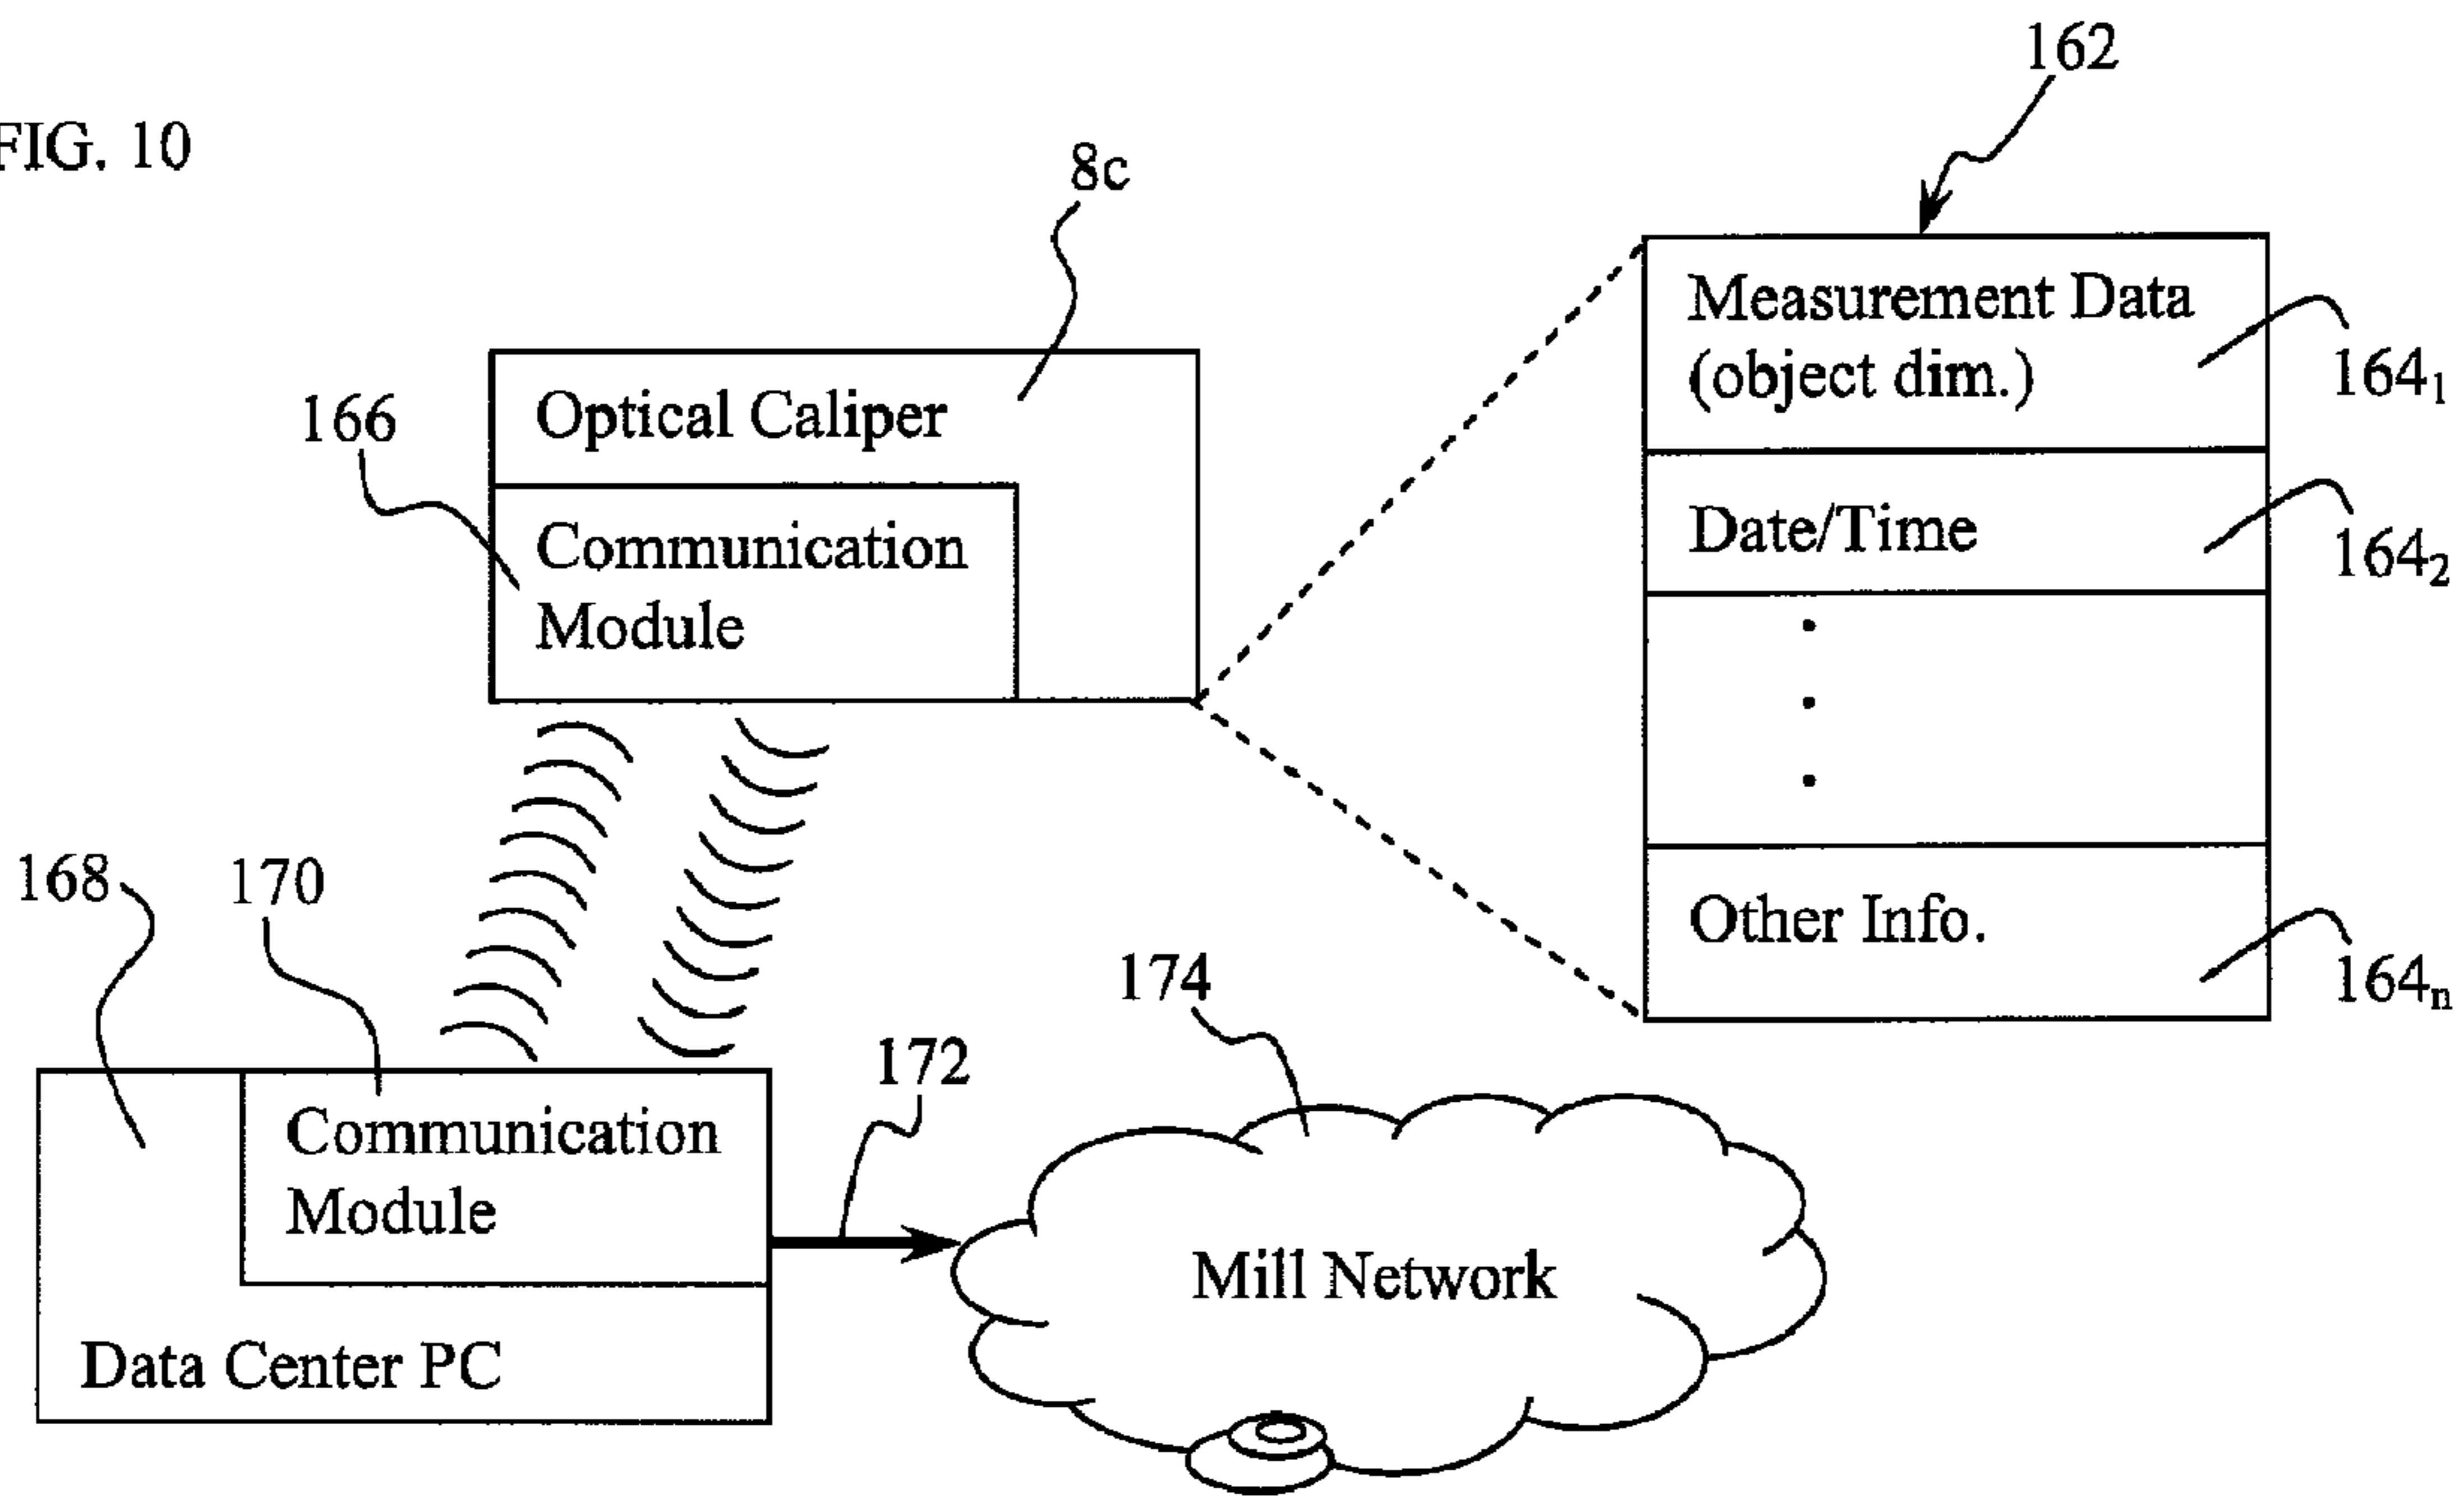 FIG. 10
162
8c
Measurement Data
(object dim.)
164₁
Optical Caliper
166
Communication
Module
Date/Time
164₂
Other Info.
164ₙ
168
170
174
172
Communication
Module
Data Center PC
Mill Network